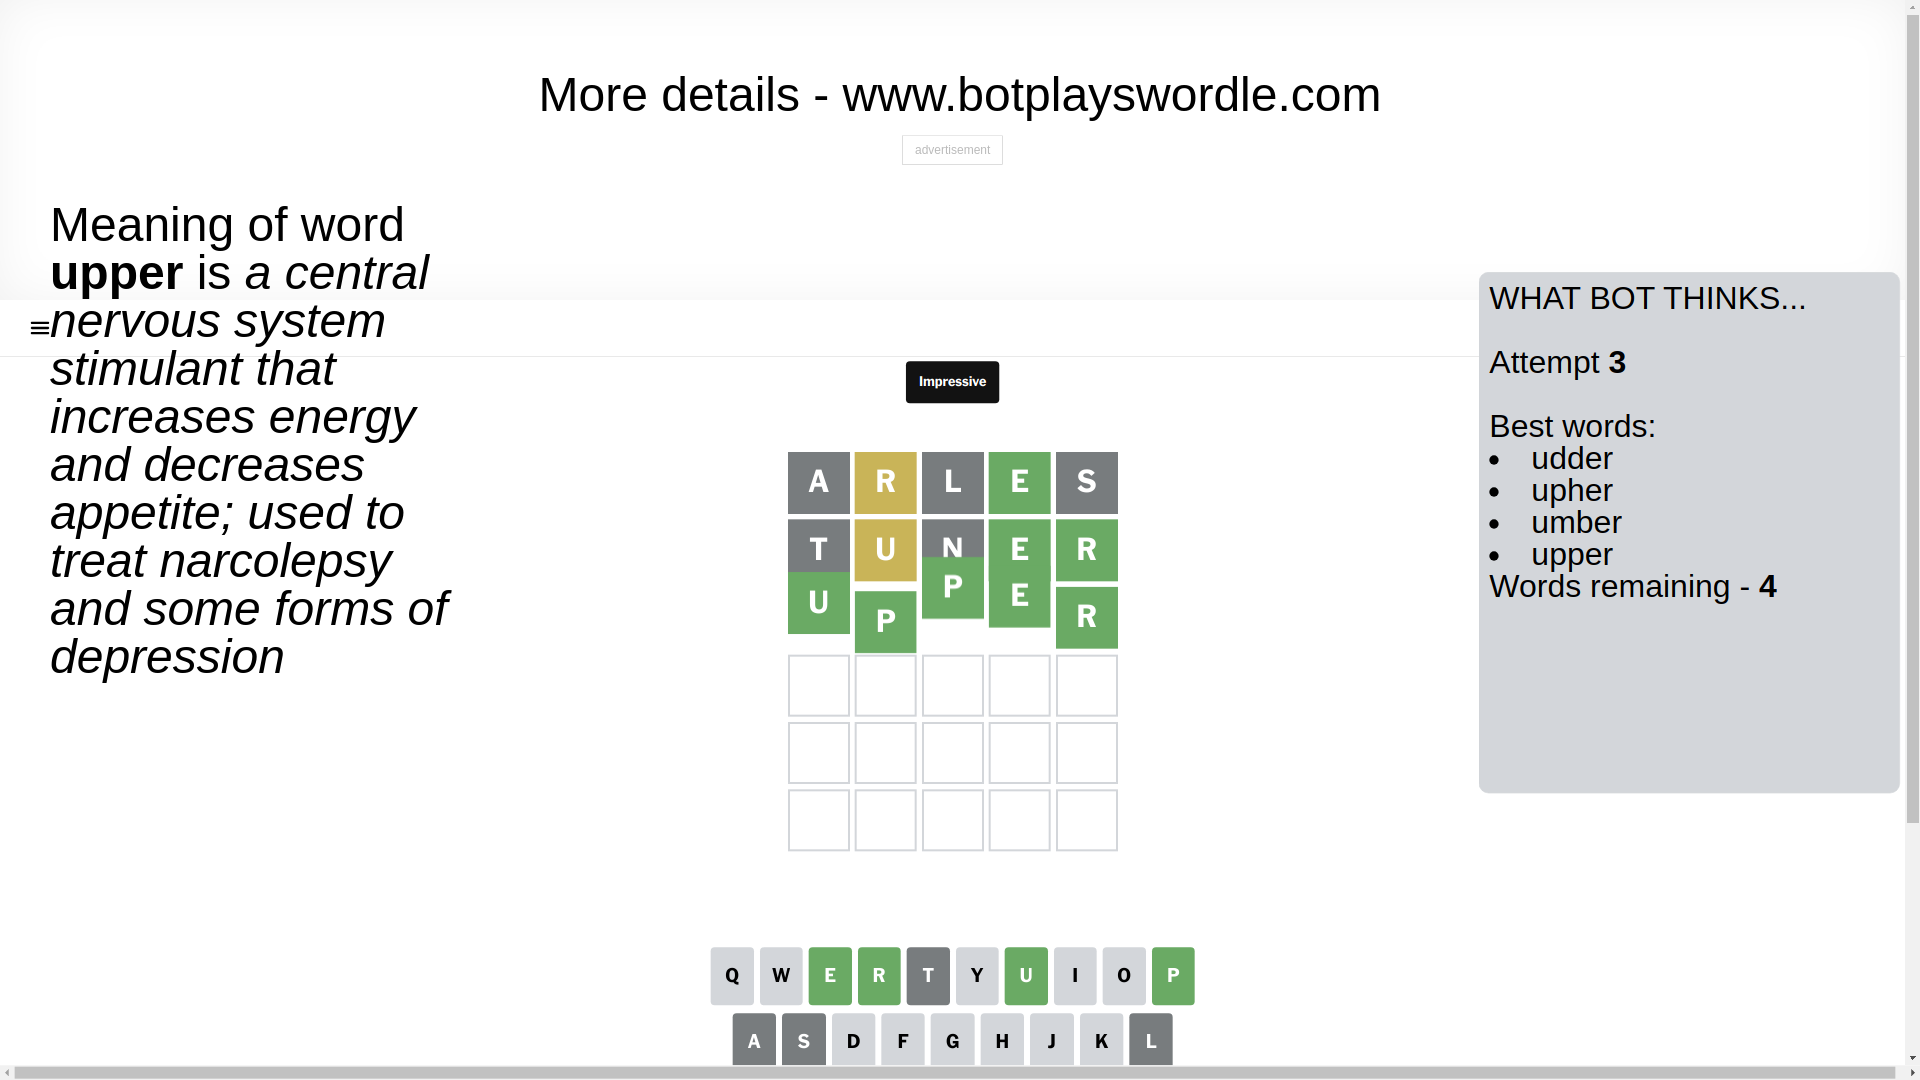 More details - www.botplayswordle.com
advertisement
Meaning of word
upper is a central
nervous system
stimulant that
increases energy
and decreases
appetite; used to
treat narcolepsy
and some forms of
depression
Impressive
A R L E S
T U N E R
U P P E R
WHAT BOT THINKS...
Attempt 3
Best words:
• udder
• upher
• umber
• upper
Words remaining - 4
Q W E R T Y U I O P
A S D F G H J K L